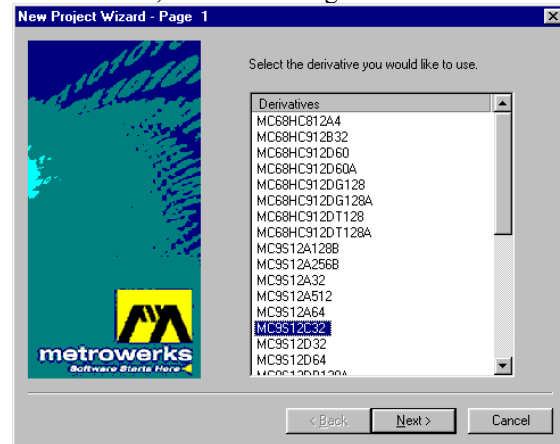 New Project Wizard - Page 1
Select the derivative you would like to use.
Derivatives
MC68HC812A4
MC68HC912B32
MC68HC912D60
MC68HC912D60A
MC68HC912DG128
MC68HC912DG128A
MC68HC912DT128
MC68HC912DT128A
MC9S12A128B
MC9S12A256B
MC9S12A32
MC9S12A512
MC9S12A64
MC9S12C32
MC9S12D32
MC9S12D64
metrowerks
Software Starts Here
< Back
Next >
Cancel